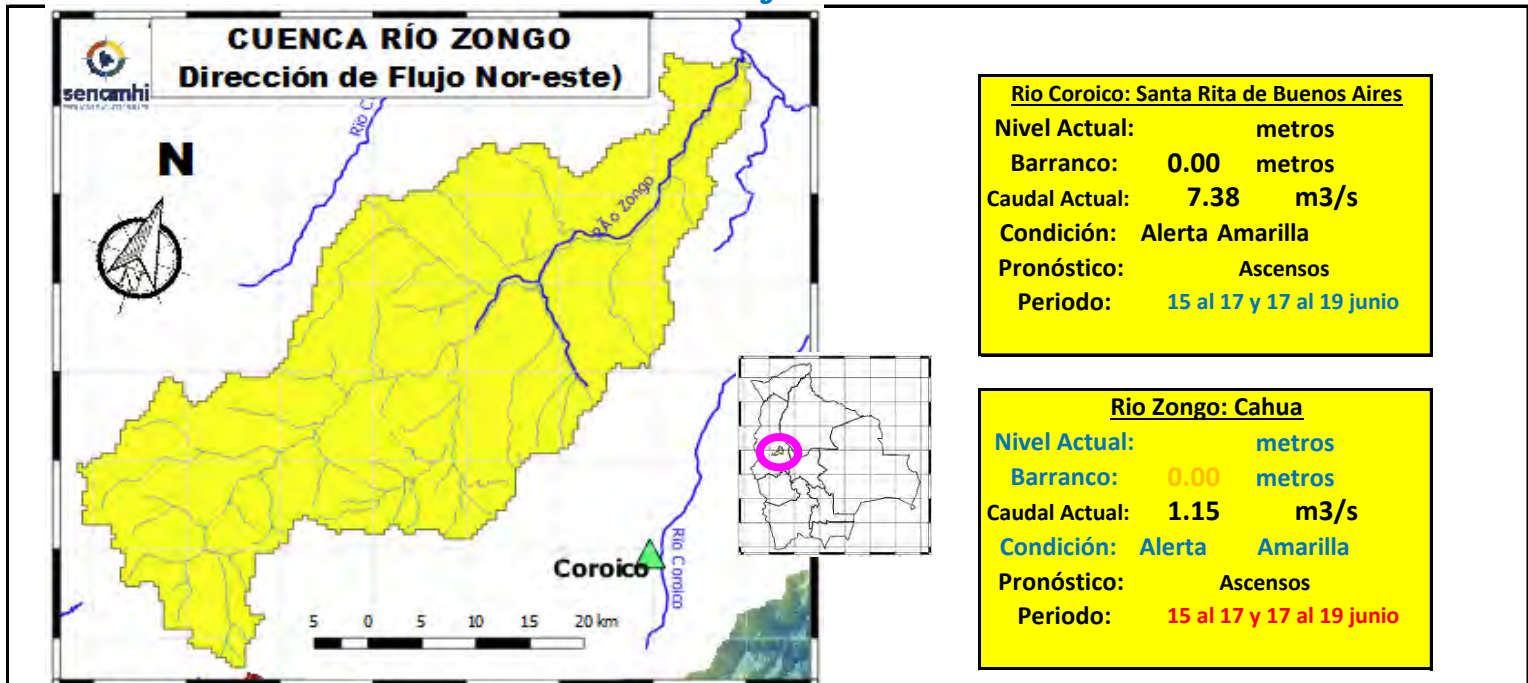 CUENCA RÍO ZONGO
Dirección de Flujo Nor-este)
senamhi
N
Río C
RÃ­o Zongo
Río Coroico
Coroico
5 0 5 10 15 20 km
Rio Coroico: Santa Rita de Buenos Aires
Nivel Actual: metros
Barranco: 0.00 metros
Caudal Actual: 7.38 m3/s
Condición: Alerta Amarilla
Pronóstico: Ascensos
Periodo: 15 al 17 y 17 al 19 junio
Rio Zongo: Cahua
Nivel Actual: metros
Barranco: 0.00 metros
Caudal Actual: 1.15 m3/s
Condición: Alerta Amarilla
Pronóstico: Ascensos
Periodo: 15 al 17 y 17 al 19 junio